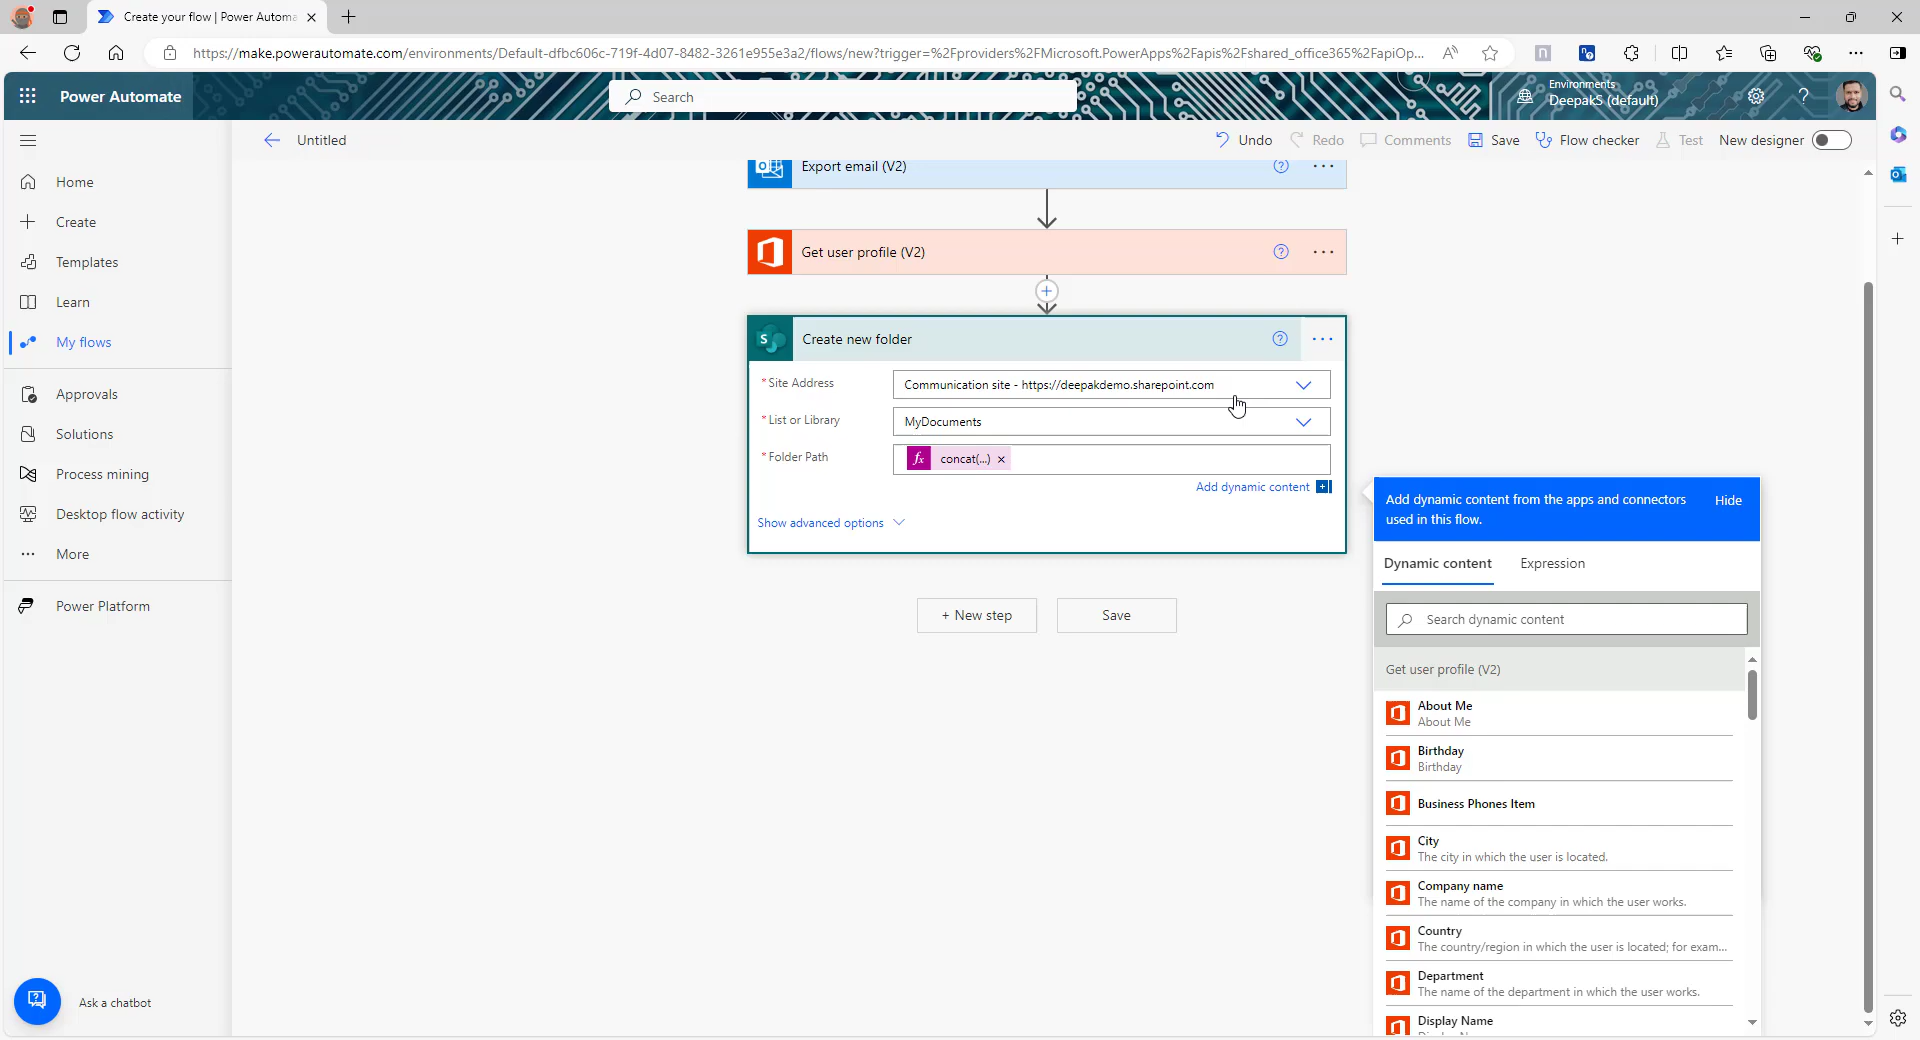 Create your flow | Power Automa
https://make.powerautomate.com/environments/Default-dfbc606c-719f-4d07-8482-3261e955e3a2/flows/new?trigger=%2Fproviders%2FMicrosoft.PowerApps%2Fapis%2Fshared_office365%2FapiOp...
Power Automate
Search
Environments
DeepakS (default)
Untitled
Undo
Redo
Comments
Save
Flow checker
Test
New designer
Home
Create
Templates
Learn
My flows
Approvals
Solutions
Process mining
Desktop flow activity
More
Power Platform
Ask a chatbot
Export email (V2)
Get user profile (V2)
Create new folder
* Site Address
Communication site - https://deepakdemo.sharepoint.com
* List or Library
MyDocuments
* Folder Path
fx concat(...) ×
Add dynamic content
Show advanced options
+ New step
Save
Add dynamic content from the apps and connectors
used in this flow.
Hide
Dynamic content
Expression
Search dynamic content
Get user profile (V2)
About Me
About Me
Birthday
Birthday
Business Phones Item
City
The city in which the user is located.
Company name
The name of the company in which the user works.
Country
The country/region in which the user is located; for exam...
Department
The name of the department in which the user works.
Display Name